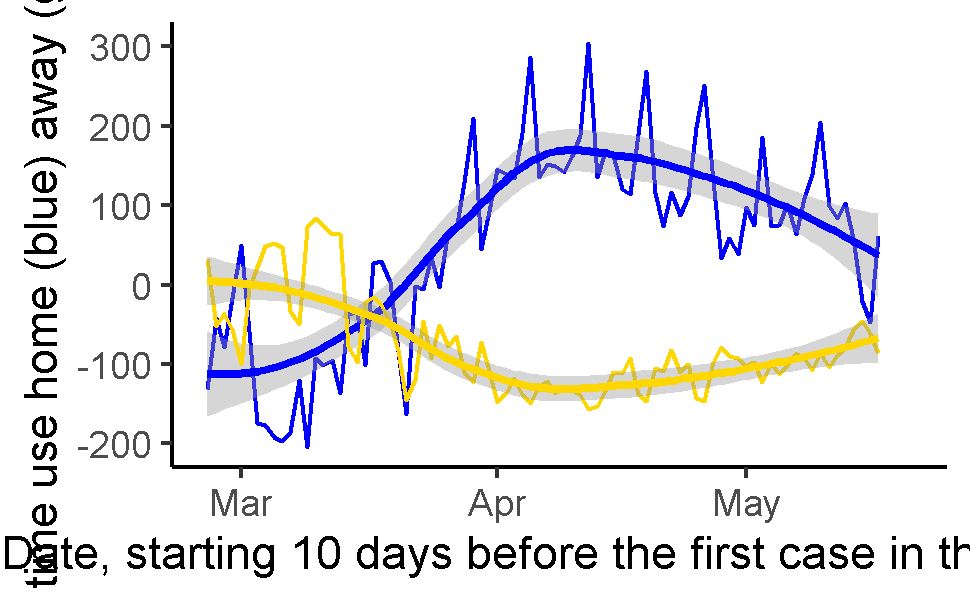 time use home (blue) away (
300
200
100
0
-100
-200
Mar Apr May
Date, starting 10 days before the first case in th